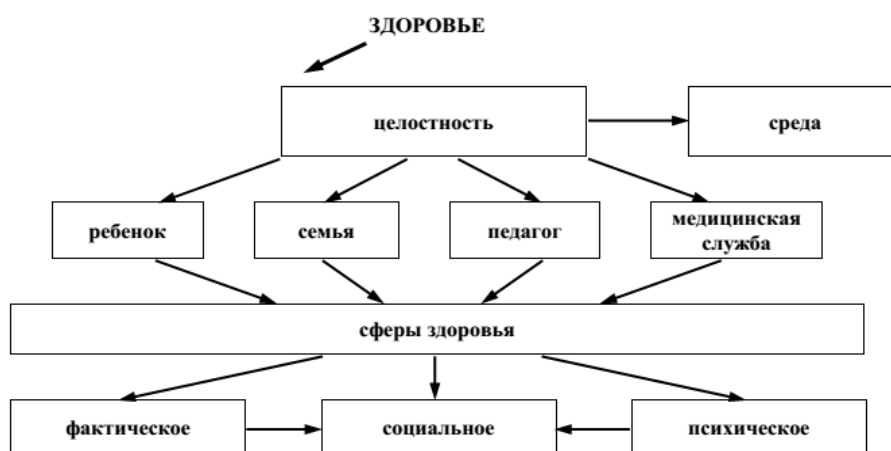 ЗДОРОВЬЕ
целостность
среда
ребенок
семья
педагог
медицинская
служба
сферы здоровья
фактическое
социальное
психическое